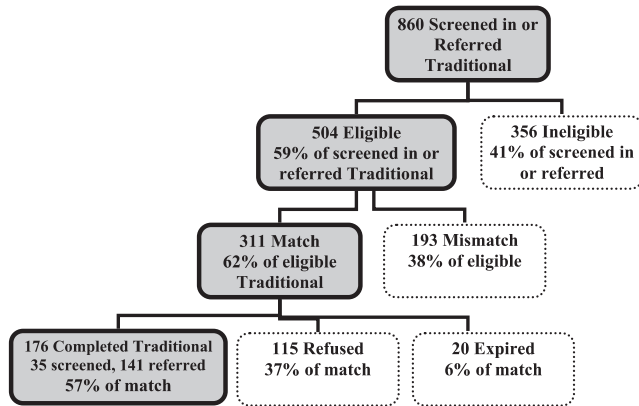 860 Screened in or
Referred
Traditional
504 Eligible
59% of screened in or
referred Traditional
356 Ineligible
41% of screened in
or referred
311 Match
62% of eligible
Traditional
193 Mismatch
38% of eligible
176 Completed Traditional
35 screened, 141 referred
57% of match
115 Refused
37% of match
20 Expired
6% of match